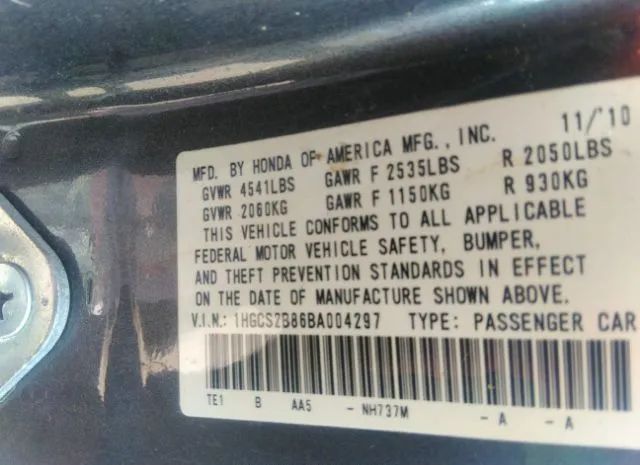 11/'10
MFD. BY HONDA OF AMERICA MFG., INC.
GVWR 4541LBS GAWR F 2535LBS R 2050LBS
GVWR 2060KG GAWR F 1150KG R 930KG
THIS VEHICLE CONFORMS TO ALL APPLICABLE
FEDERAL MOTOR VEHICLE SAFETY, BUMPER,
AND THEFT PREVENTION STANDARDS IN EFFECT
ON THE DATE OF MANUFACTURE SHOWN ABOVE.
V.I.N.: 1HGCS2B86BA004297 TYPE: PASSENGER CAR
TE1 B AA5 - NH737M - A - A